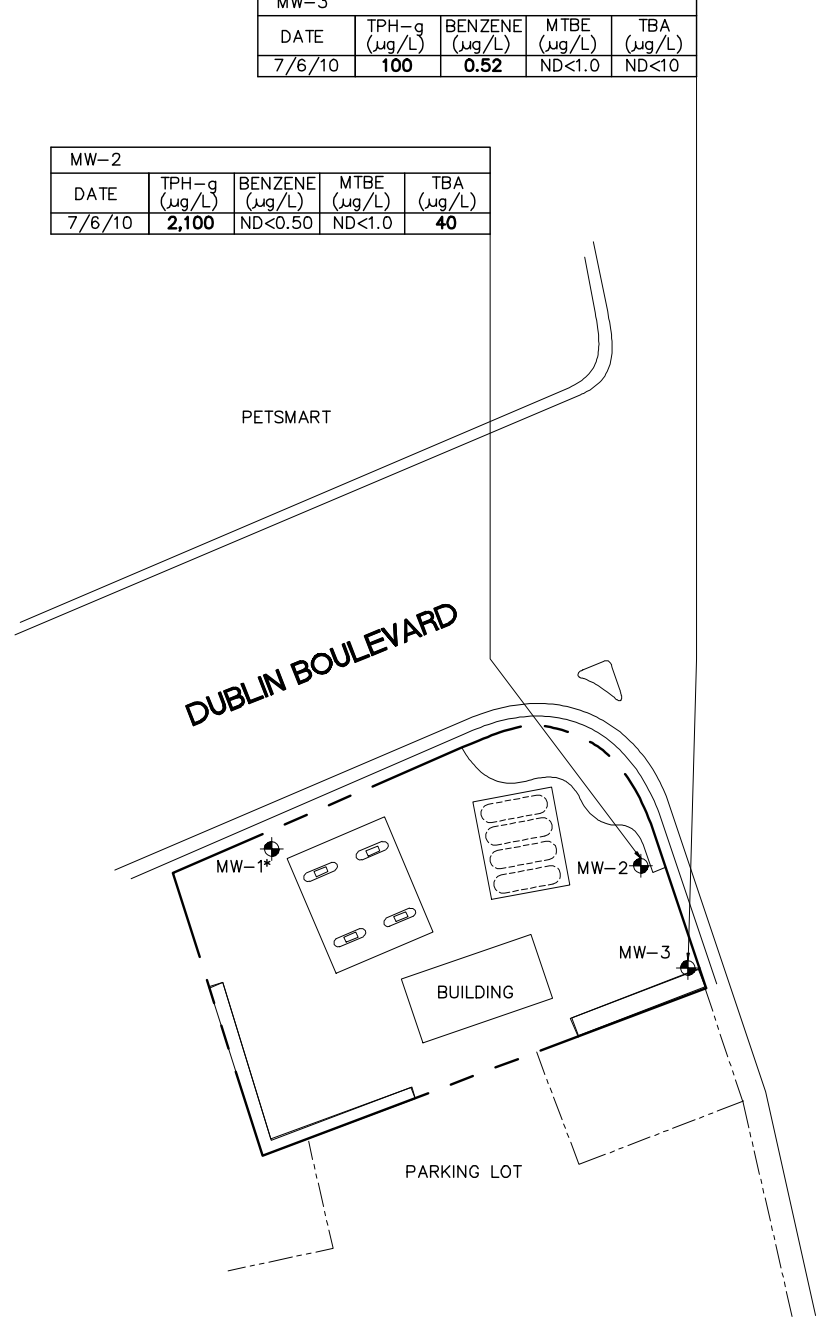 MW-3
DATE TPH-g (µg/L) BENZENE (µg/L) MTBE (µg/L) TBA (µg/L)
7/6/10 100 0.52 ND<1.0 ND<10
MW-2
DATE TPH-g (µg/L) BENZENE (µg/L) MTBE (µg/L) TBA (µg/L)
7/6/10 2,100 ND<0.50 ND<1.0 40
PETSMART
DUBLIN BOULEVARD
MW-1*
MW-2
MW-3
BUILDING
PARKING LOT